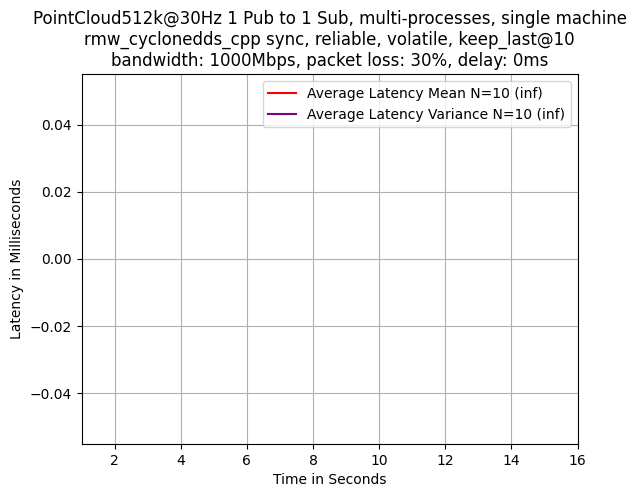 PointCloud512k@30Hz 1 Pub to 1 Sub, multi-processes, single machine
rmw_cyclonedds_cpp sync, reliable, volatile, keep_last@10
bandwidth: 1000Mbps, packet loss: 30%, delay: 0ms
Average Latency Mean N=10 (inf)
Average Latency Variance N=10 (inf)
Latency in Milliseconds
0.04
0.02
0.00
−0.02
−0.04
2 4 6 8 10 12 14 16
Time in Seconds